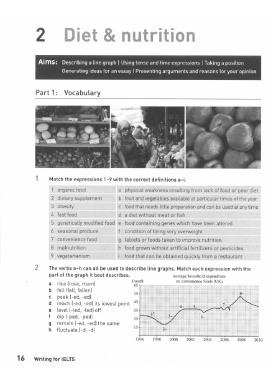 2 Diet & nutrition
Aims: Describing a line graph | Using tense and time expressions | Taking a position
Generating ideas for an essay | Presenting arguments and reasons for your opinion
Part 1: Vocabulary
1 Match the expressions 1–9 with the correct definitions a–i.
1 organic food a physical weakness resulting from lack of food or poor diet
2 dietary supplement b fruit and vegetables available at particular times of the year
3 obesity c food that needs little preparation and can be used at any time
4 fast food d a diet without meat or fish
5 genetically modified food e food containing genes which have been altered
6 seasonal produce f condition of being very overweight
7 convenience food g tablets or foods taken to improve nutrition
8 malnutrition h food grown without artificial fertilizers or pesticides
9 vegetarianism i food that can be obtained quickly from a restaurant
2 The verbs a–h can all be used to describe line graphs. Match each expression with the
part of the graph it best describes.
Average household expenditure
on convenience foods (UK)
a rise (rose, risen)
b fall (fell, fallen)
c peak (-ed, -ed)
d reach (-ed, -ed) its lowest point
e level (-led, -led) off
f dip (-ped, -ped)
g remain (-ed, -ed) the same
h fluctuate (-d, -d)
1994 1996 1998 2000 2002 2004 2006 2008 2010
16 Writing for IELTS